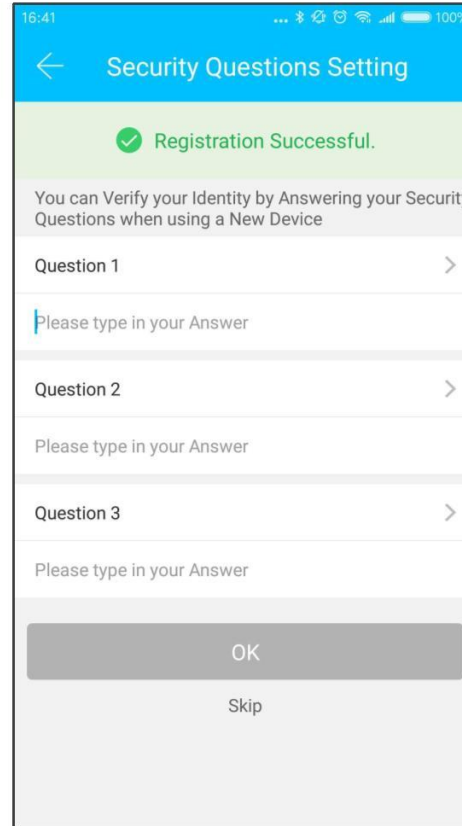 16:41 ... 100%
Security Questions Setting
Registration Successful.
You can Verify your Identity by Answering your Securit
Questions when using a New Device
Question 1
Please type in your Answer
Question 2
Please type in your Answer
Question 3
Please type in your Answer
OK
Skip